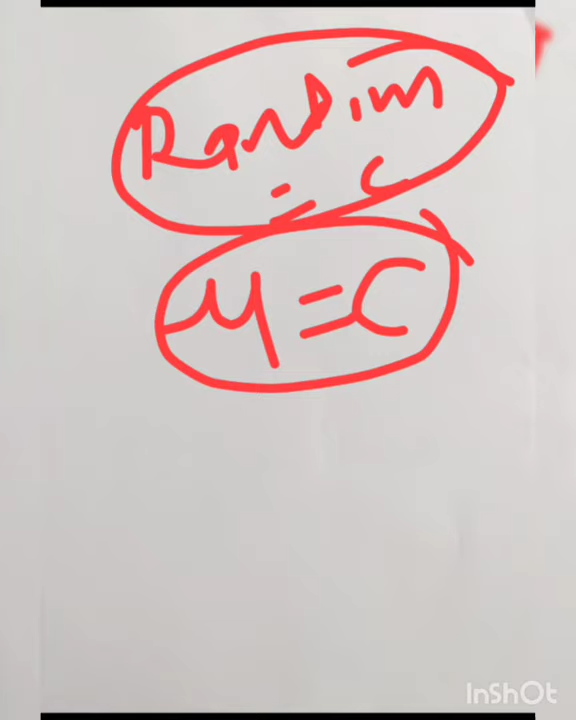 Random
= C
M = C
InShOt